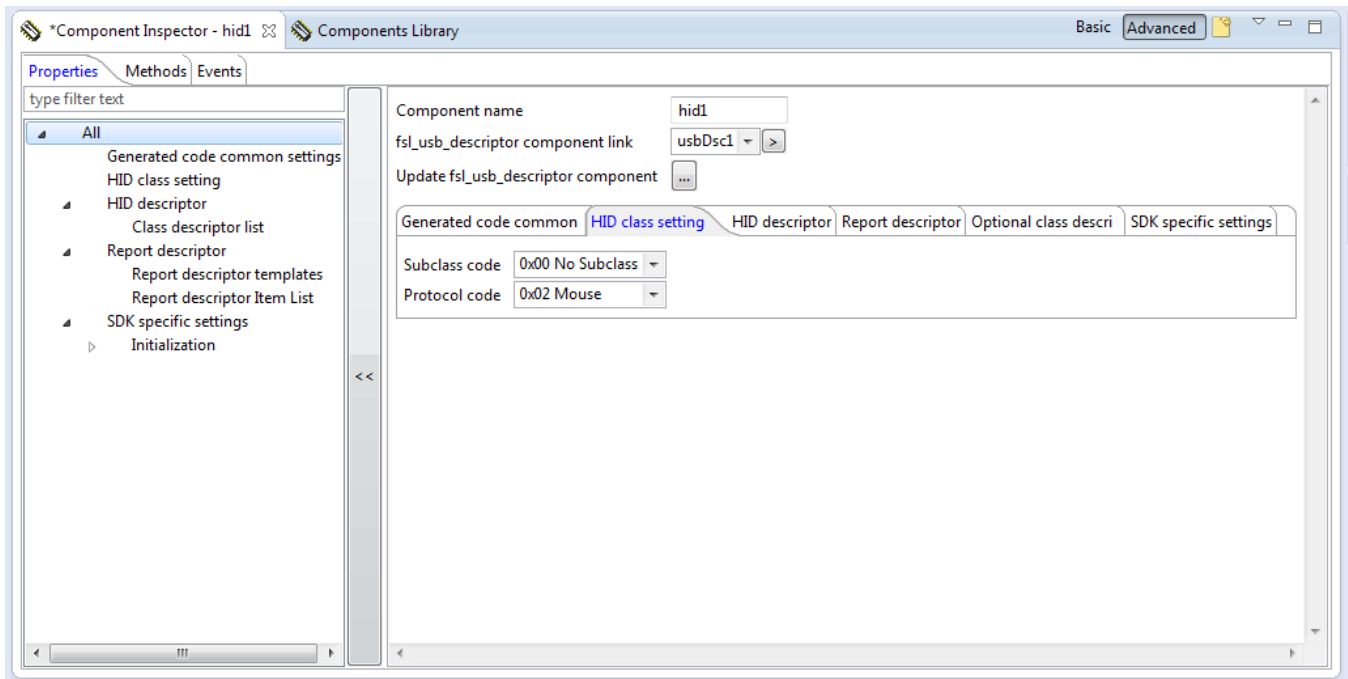 *Component Inspector - hid1 Components Library Basic Advanced
Properties Methods Events
type filter text
All
Generated code common settings
HID class setting
HID descriptor
Class descriptor list
Report descriptor
Report descriptor templates
Report descriptor Item List
SDK specific settings
Initialization
<<
Component name hid1
fsl_usb_descriptor component link usbDsc1 >
Update fsl_usb_descriptor component ...
Generated code common HID class setting HID descriptor Report descriptor Optional class descri SDK specific settings
Subclass code 0x00 No Subclass
Protocol code 0x02 Mouse